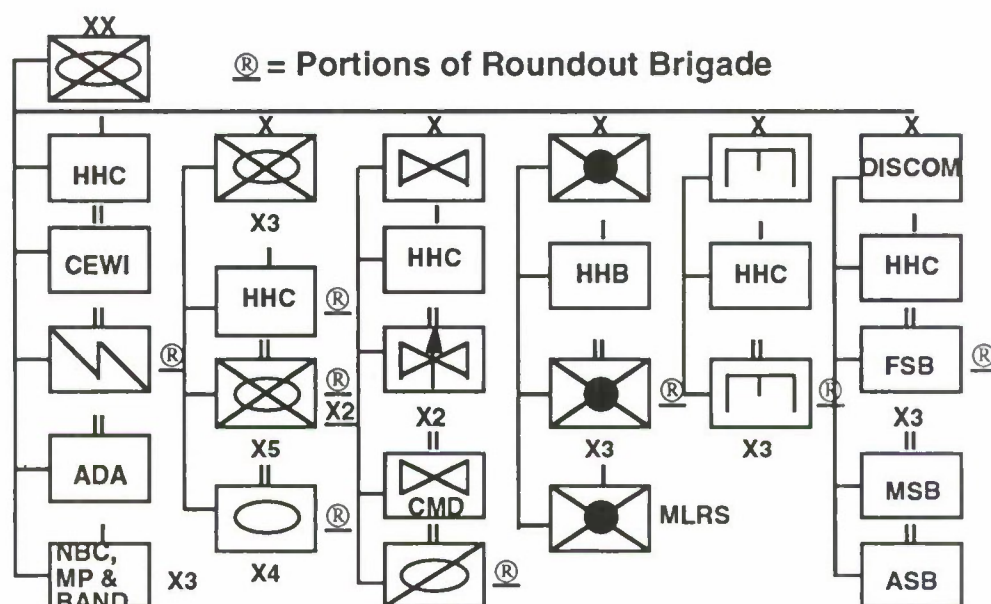 XX
® = Portions of Roundout Brigade
I
HHC
II
CEWI
II
®
II
ADA
I
NBC,
MP &
BAND
X3
X
X3
I
HHC
®
II
®
X2
X5
II
®
X4
X
I
HHC
II
X2
II
CMD
II
®
X
I
HHB
II
®
X3
I
MLRS
X
I
HHC
II
®
X3
X
DISCOM
I
HHC
II
FSB
®
X3
II
MSB
II
ASB